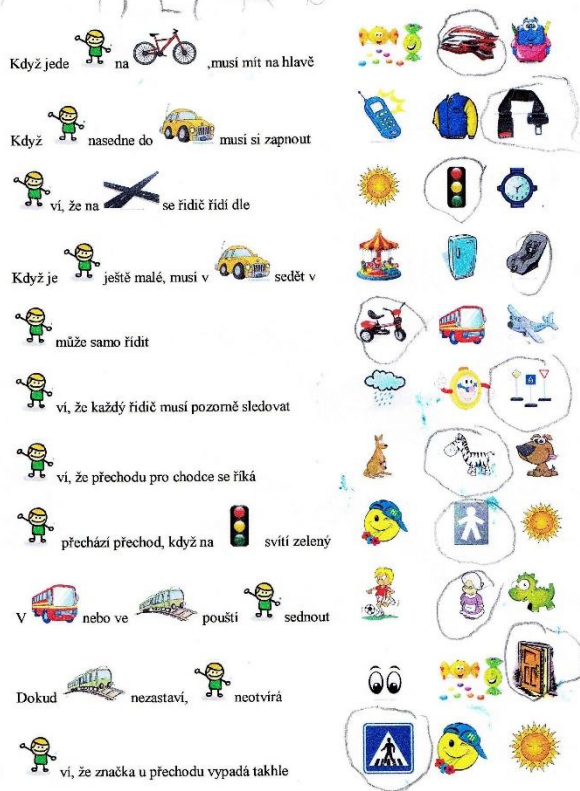 Když jede na ,musí mít na hlavě
Když nasedne do musí si zapnout
ví, že na se řidič řídí dle
Když je ještě malé, musí v sedět v
může samo řídit
ví, že každý řidič musí pozorně sledovat
ví, že přechodu pro chodce se říká
přechází přechod, když na svítí zelený
V nebo ve pouští sednout
Dokud nezastaví, neotvírá
ví, že značka u přechodu vypadá takhle